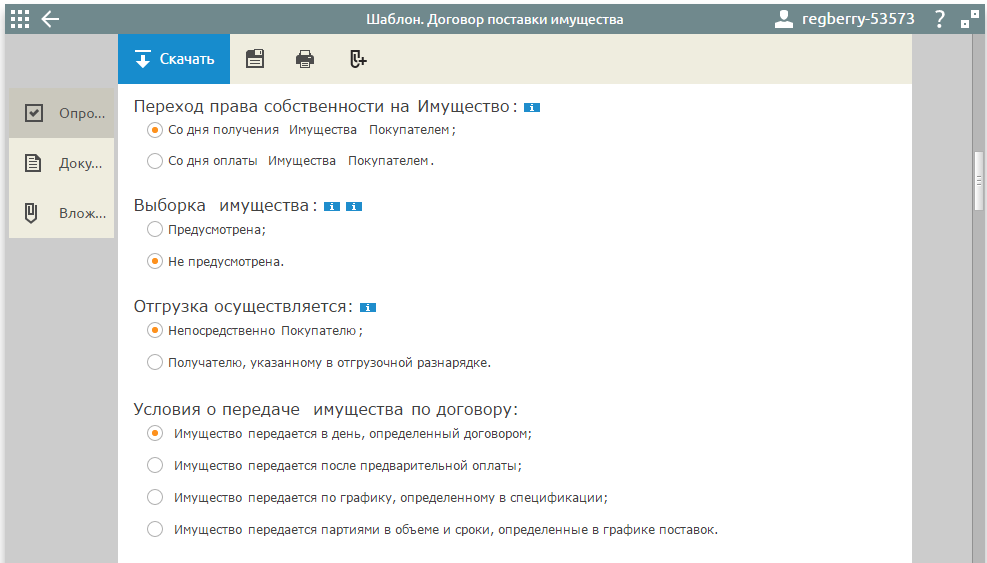 Шаблон. Договор поставки имущества
regberry-53573 ?
Скачать
Опро...
Доку...
Влож...
Переход права собственности на Имущество: i
Со дня получения Имущества Покупателем;
Со дня оплаты Имущества Покупателем.
Выборка имущества: i i
Предусмотрена;
Не предусмотрена.
Отгрузка осуществляется: i
Непосредственно Покупателю;
Получателю, указанному в отгрузочной разнарядке.
Условия о передаче имущества по договору:
Имущество передается в день, определенный договором;
Имущество передается после предварительной оплаты;
Имущество передается по графику, определенному в спецификации;
Имущество передается партиями в объеме и сроки, определенные в графике поставок.